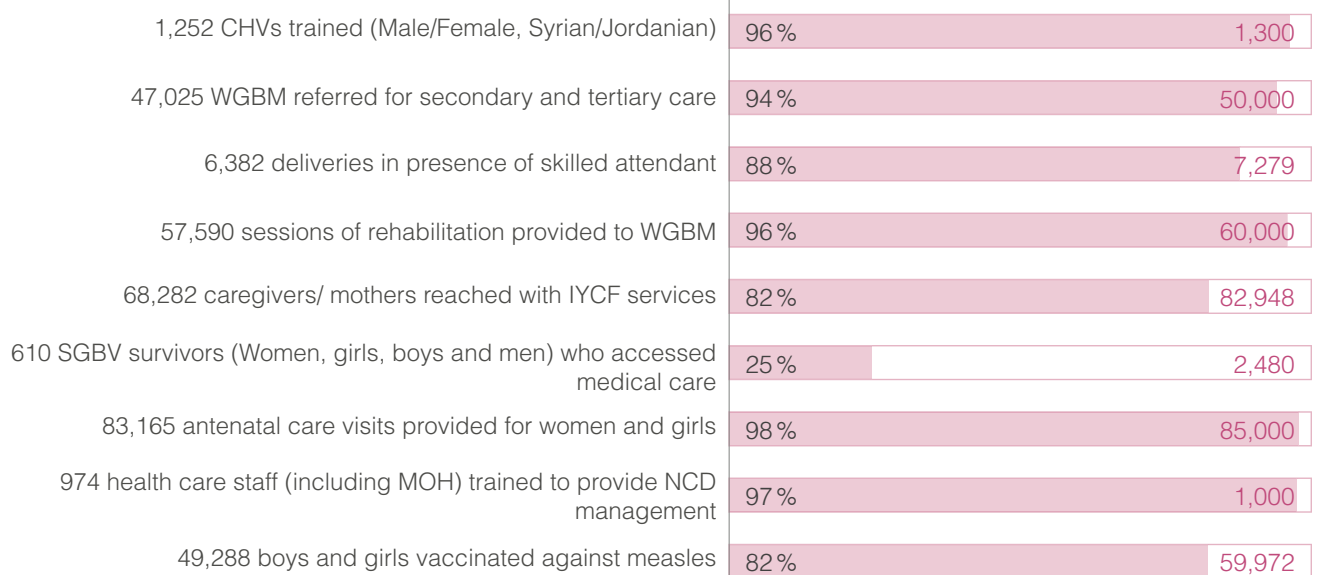 1,252 CHVs trained (Male/Female, Syrian/Jordanian) 96% 1,300
47,025 WGBM referred for secondary and tertiary care 94% 50,000
6,382 deliveries in presence of skilled attendant 88% 7,279
57,590 sessions of rehabilitation provided to WGBM 96% 60,000
68,282 caregivers/ mothers reached with IYCF services 82% 82,948
610 SGBV survivors (Women, girls, boys and men) who accessed
medical care 25% 2,480
83,165 antenatal care visits provided for women and girls 98% 85,000
974 health care staff (including MOH) trained to provide NCD
management 97% 1,000
49,288 boys and girls vaccinated against measles 82% 59,972